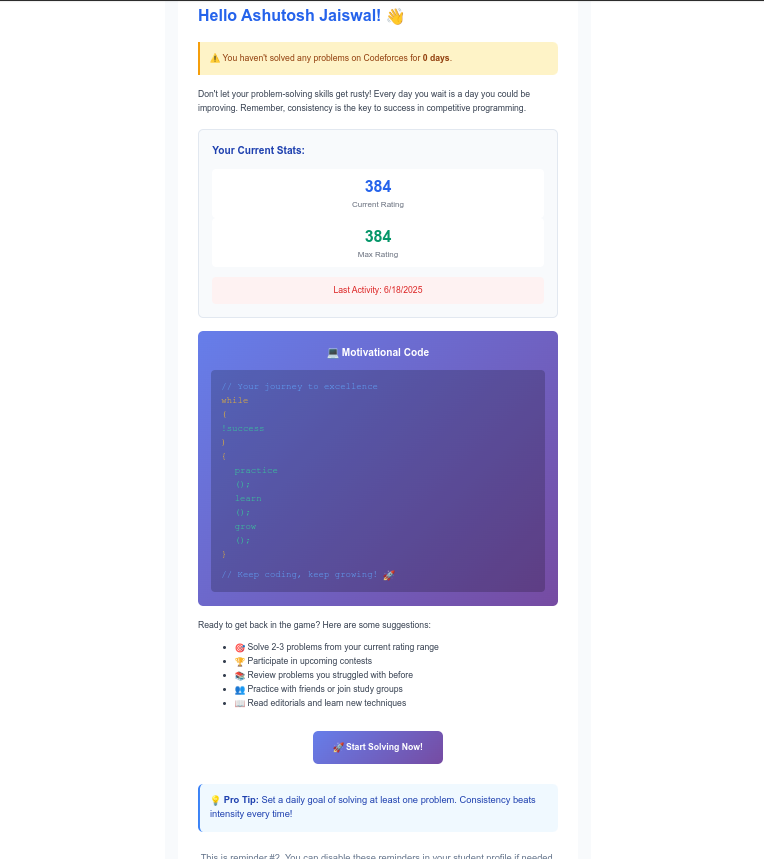 Hello Ashutosh Jaiswal! 👋
⚠️ You haven't solved any problems on Codeforces for 0 days.
Don't let your problem-solving skills get rusty! Every day you wait is a day you could be
improving. Remember, consistency is the key to success in competitive programming.
Your Current Stats:
384
Current Rating
384
Max Rating
Last Activity: 6/18/2025
💻 Motivational Code
// Your journey to excellence
while
(
!success
)
{
practice
();
learn
();
grow
();
}
// Keep coding, keep growing! 🚀
Ready to get back in the game? Here are some suggestions:
• 🎯 Solve 2-3 problems from your current rating range
• 🏆 Participate in upcoming contests
• 📚 Review problems you struggled with before
• 👥 Practice with friends or join study groups
• 📖 Read editorials and learn new techniques
🚀 Start Solving Now!
💡 Pro Tip: Set a daily goal of solving at least one problem. Consistency beats
intensity every time!
This is reminder #2. You can disable these reminders in your student profile if needed.